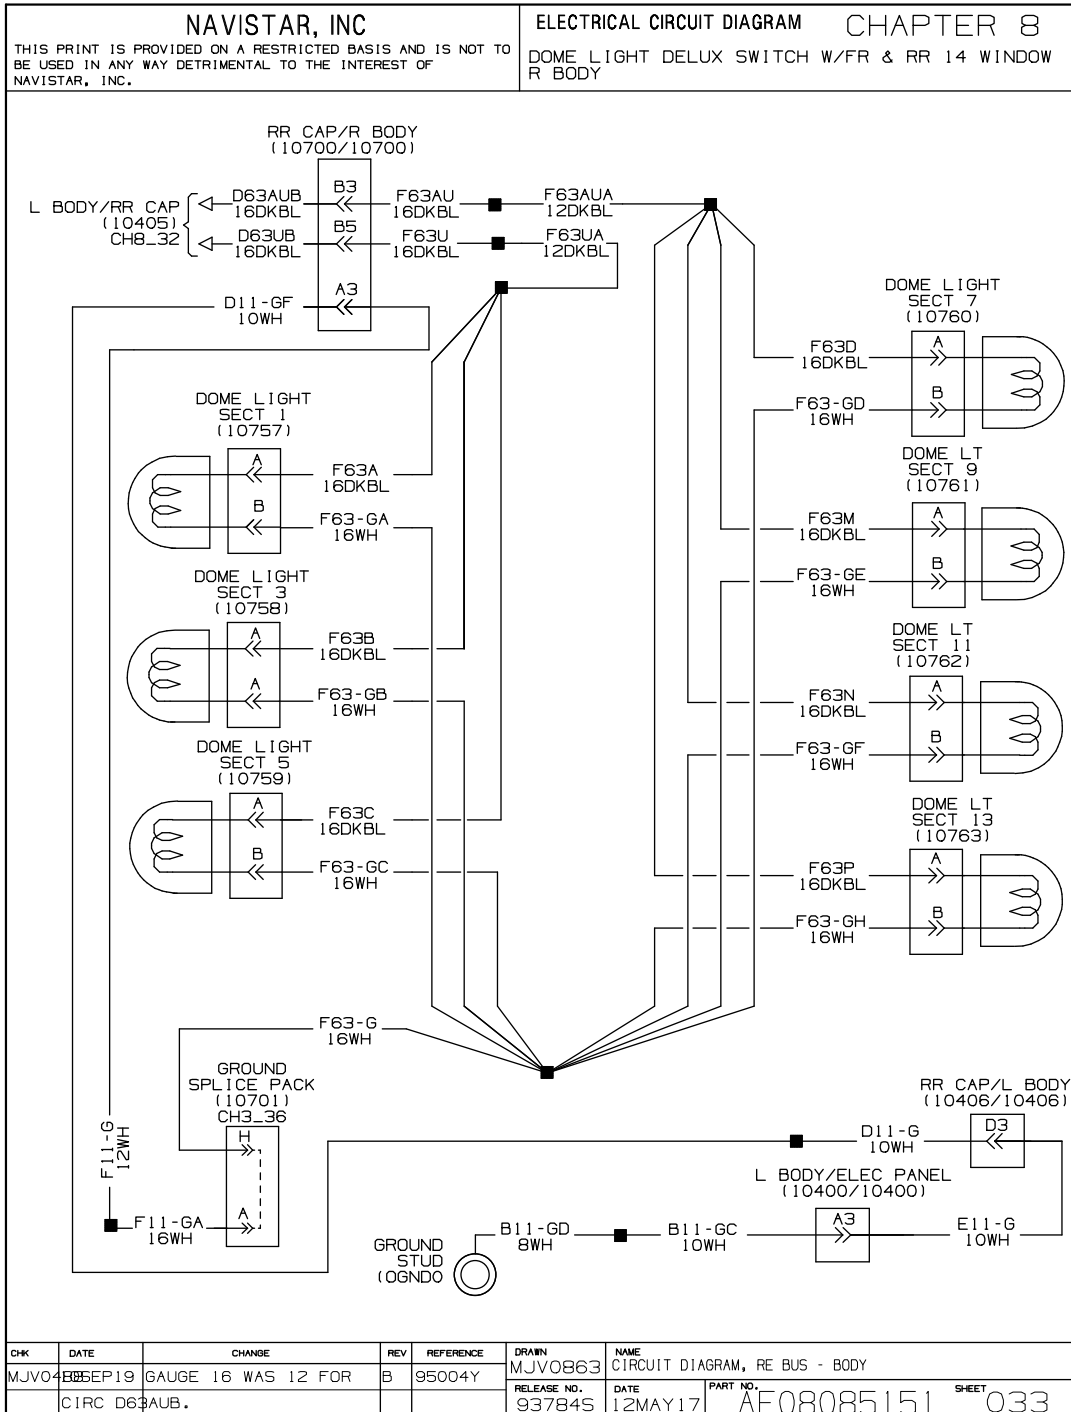 NAVISTAR, INC
THIS PRINT IS PROVIDED ON A RESTRICTED BASIS AND IS NOT TO
BE USED IN ANY WAY DETRIMENTAL TO THE INTEREST OF
NAVISTAR, INC.
ELECTRICAL CIRCUIT DIAGRAM CHAPTER 8
DOME LIGHT DELUX SWITCH W/FR & RR 14 WINDOW
R BODY
RR CAP/R BODY
(10700/10700)
L BODY/RR CAP
(10405)
CH8_32
D63AUB
16DKBL
B3
F63AU
16DKBL
F63AUA
12DKBL
D63UB
16DKBL
B5
F63U
16DKBL
F63UA
12DKBL
D11-GF
10WH
A3
DOME LIGHT
SECT 1
(10757)
A
F63A
16DKBL
B
F63-GA
16WH
DOME LIGHT
SECT 3
(10758)
A
F63B
16DKBL
A
F63-GB
16WH
DOME LIGHT
SECT 5
(10759)
A
F63C
16DKBL
B
F63-GC
16WH
DOME LIGHT
SECT 7
(10760)
F63D
16DKBL
A
F63-GD
16WH
B
DOME LT
SECT 9
(10761)
F63M
16DKBL
A
F63-GE
16WH
B
DOME LT
SECT 11
(10762)
F63N
16DKBL
A
F63-GF
16WH
B
DOME LT
SECT 13
(10763)
F63P
16DKBL
A
F63-GH
16WH
B
F63-G
16WH
GROUND
SPLICE PACK
(10701)
CH3_36
H
A
F11-G
12WH
F11-GA
16WH
RR CAP/L BODY
(10406/10406)
D11-G
10WH
D3
L BODY/ELEC PANEL
(10400/10400)
A3
E11-G
10WH
GROUND
STUD
(OGNDO
B11-GD
8WH
B11-GC
10WH
CHK DATE CHANGE REV REFERENCE
GAUGE 16 WAS 12 FOR B 95004Y
CIRC D63AUB.
DRAWN
MJV0863
NAME
CIRCUIT DIAGRAM, RE BUS - BODY
RELEASE NO.
93784S
DATE
12MAY17
PART NO.
AE08085151
SHEET
033